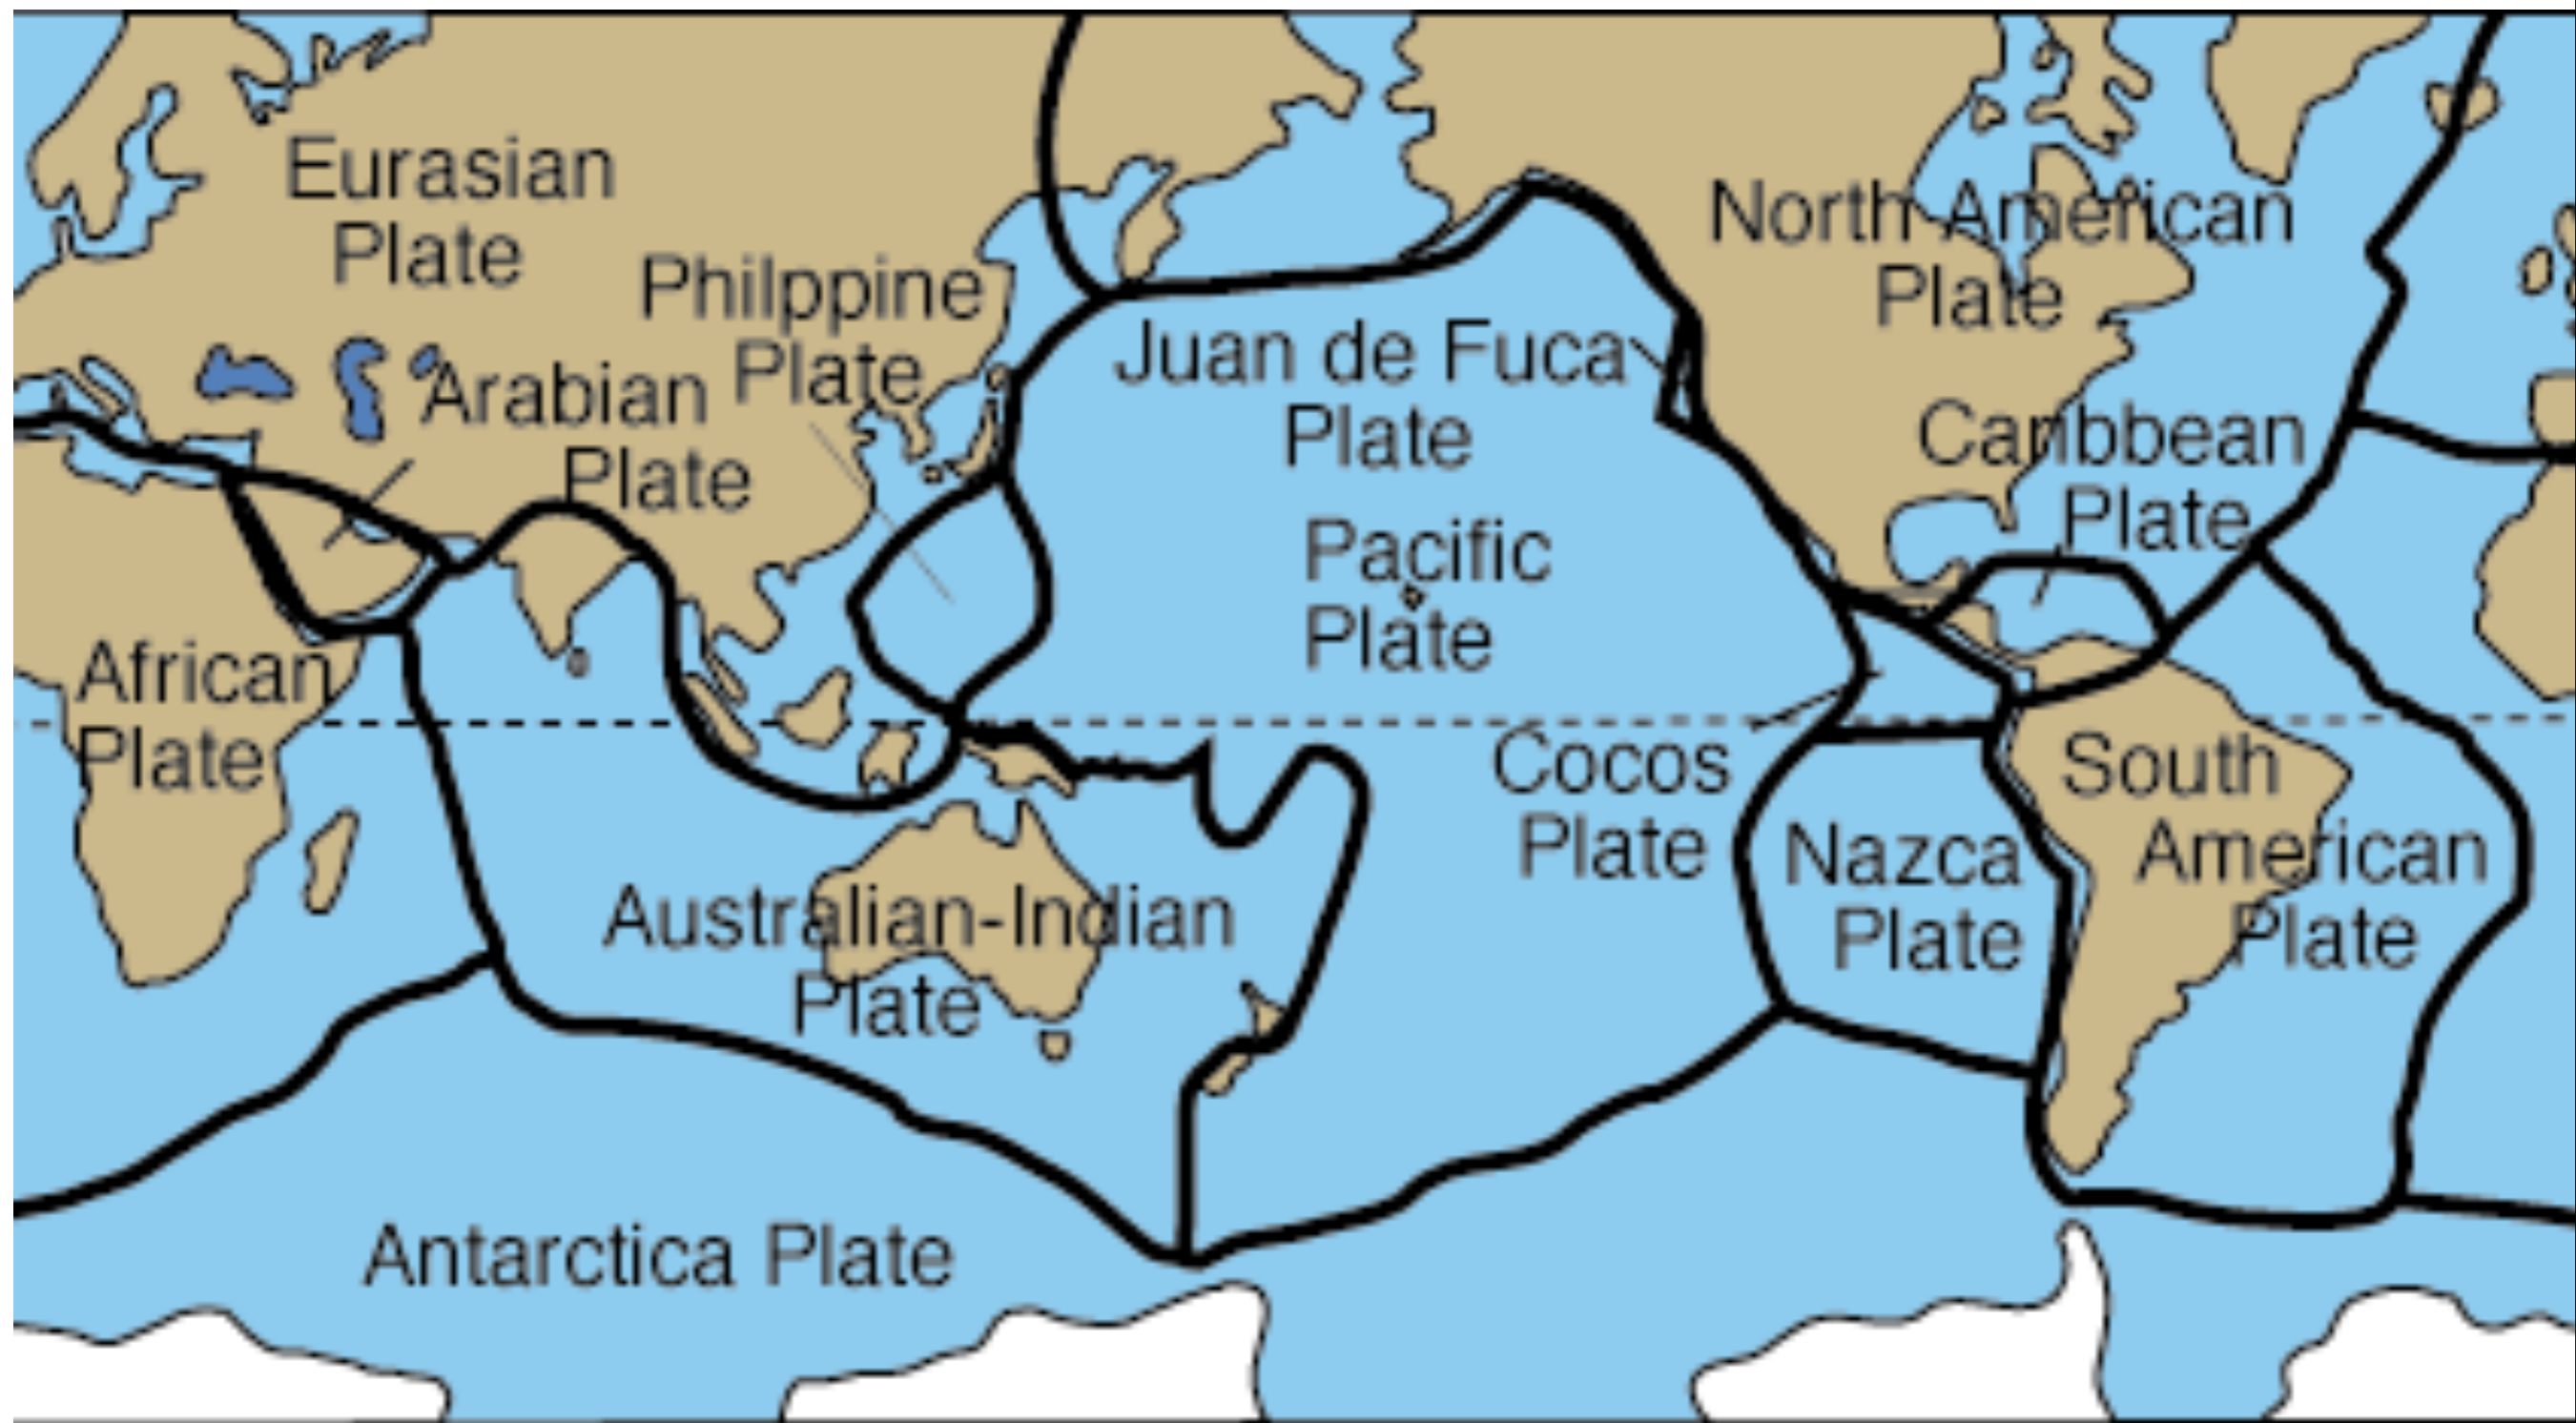 Eurasian
Plate
Philppine
Plate
Arabian
Plate
African
Plate
Juan de Fuca
Plate
North American
Plate
Caribbean
Plate
Pacific
Plate
Cocos
Plate
Nazca
Plate
South
American
Plate
Australian-Indian
Plate
Antarctica Plate